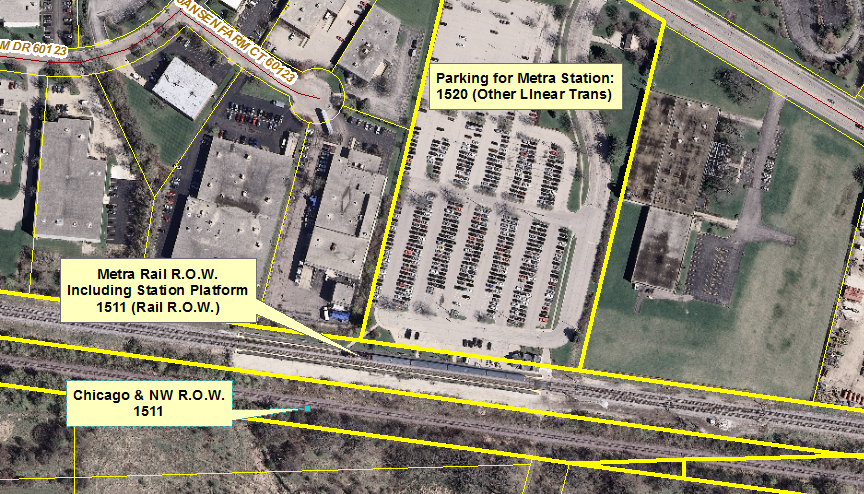 M DR 60123
JANSEN FARM CT 60123
Parking for Metra Station:
1520 (Other LInear Trans)
Metra Rail R.O.W.
Including Station Platform
1511 (Rail R.O.W.)
Chicago & NW R.O.W.
1511